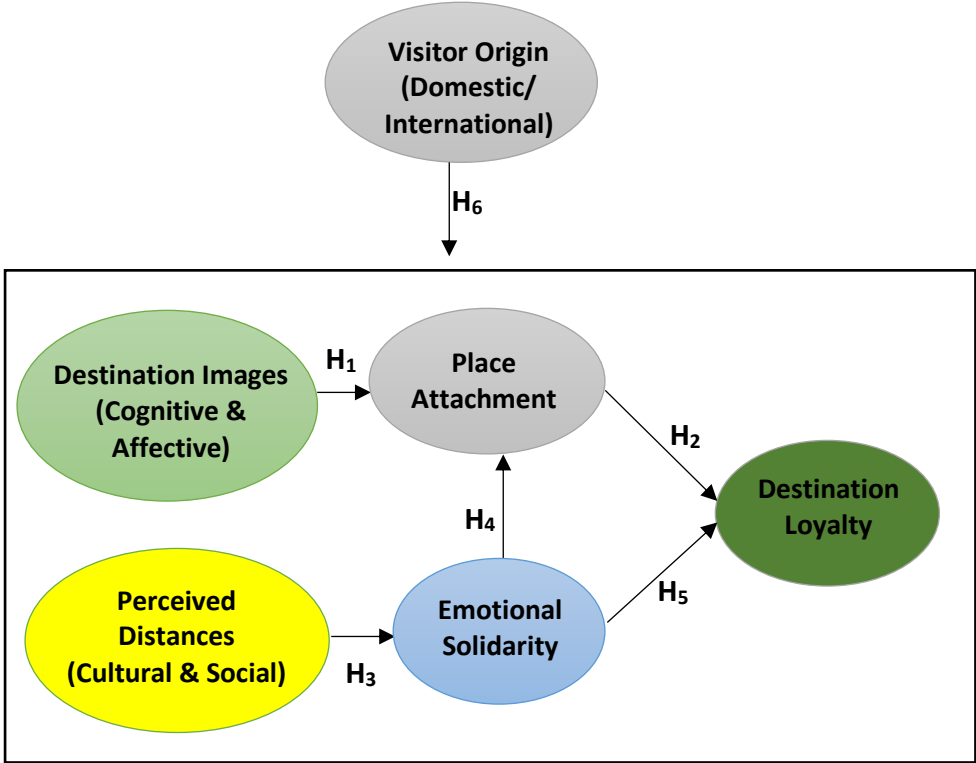 Visitor Origin
(Domestic/
International)
H₆
Destination Images
(Cognitive &
Affective)
H₁
Place
Attachment
H₂
Destination
Loyalty
H₄
Perceived
Distances
(Cultural & Social)
H₃
Emotional
Solidarity
H₅